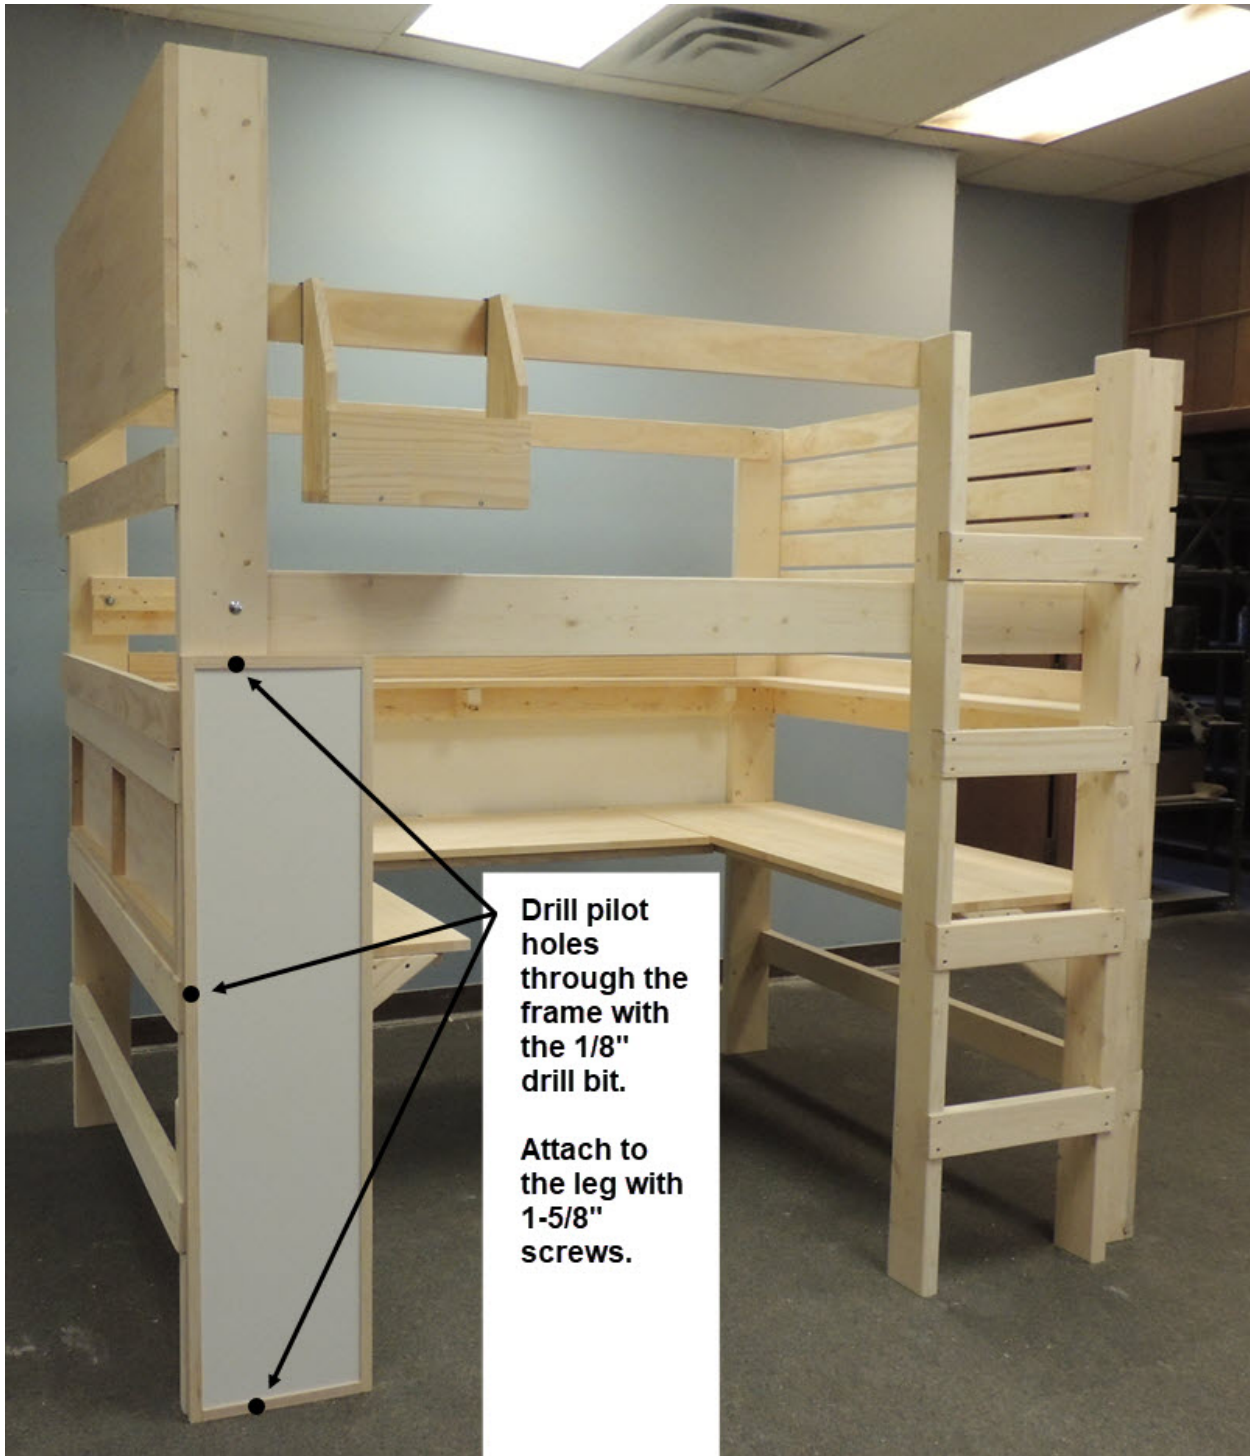 Drill pilot
holes
through the
frame with
the 1/8"
drill bit.
Attach to
the leg with
1-5/8"
screws.